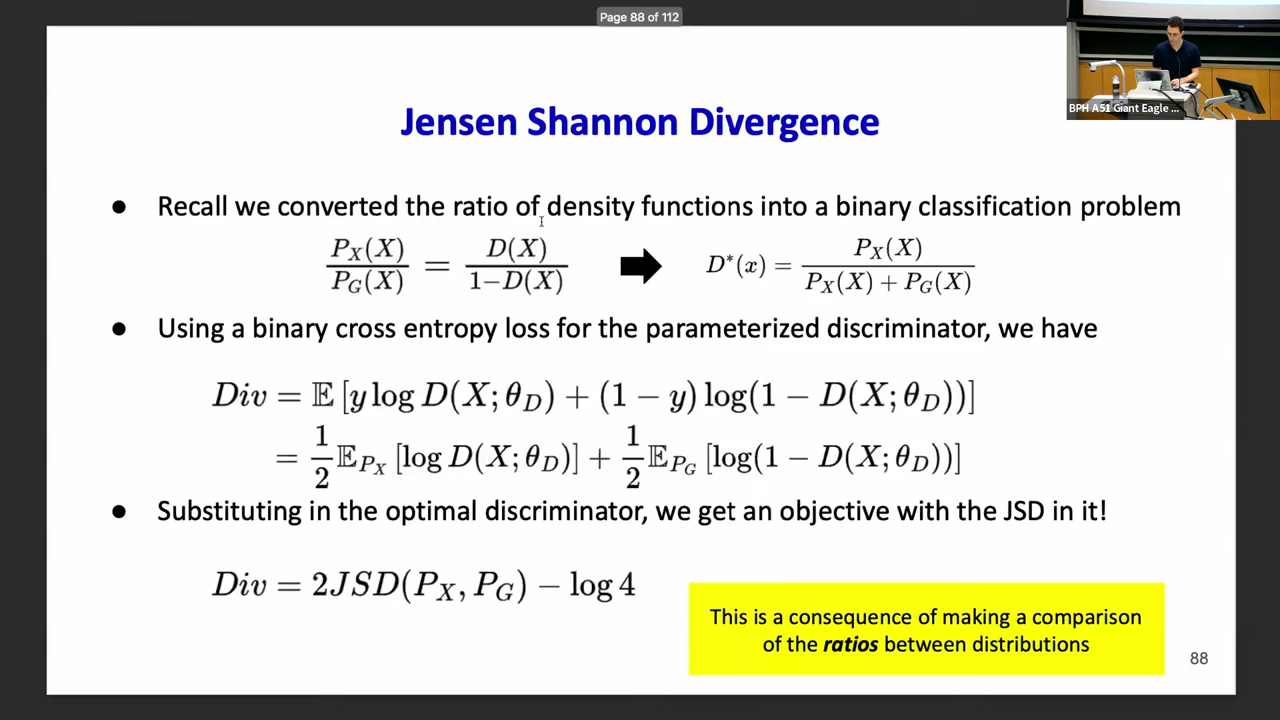 Page 88 of 112
BPH A51 Giant Eagle ...
Jensen Shannon Divergence
● Recall we converted the ratio of density functions into a binary classification problem
P_X(X) / P_G(X) = D(X) / 1−D(X) ➡ D*(x) = P_X(X) / P_X(X) + P_G(X)
● Using a binary cross entropy loss for the parameterized discriminator, we have
Div = 𝔼 [y log D(X; θ_D) + (1 − y) log(1 − D(X; θ_D))]
= 1/2 𝔼_{P_X} [log D(X; θ_D)] + 1/2 𝔼_{P_G} [log(1 − D(X; θ_D))]
● Substituting in the optimal discriminator, we get an objective with the JSD in it!
Div = 2JSD(P_X, P_G) − log 4
This is a consequence of making a comparison
of the ratios between distributions
88